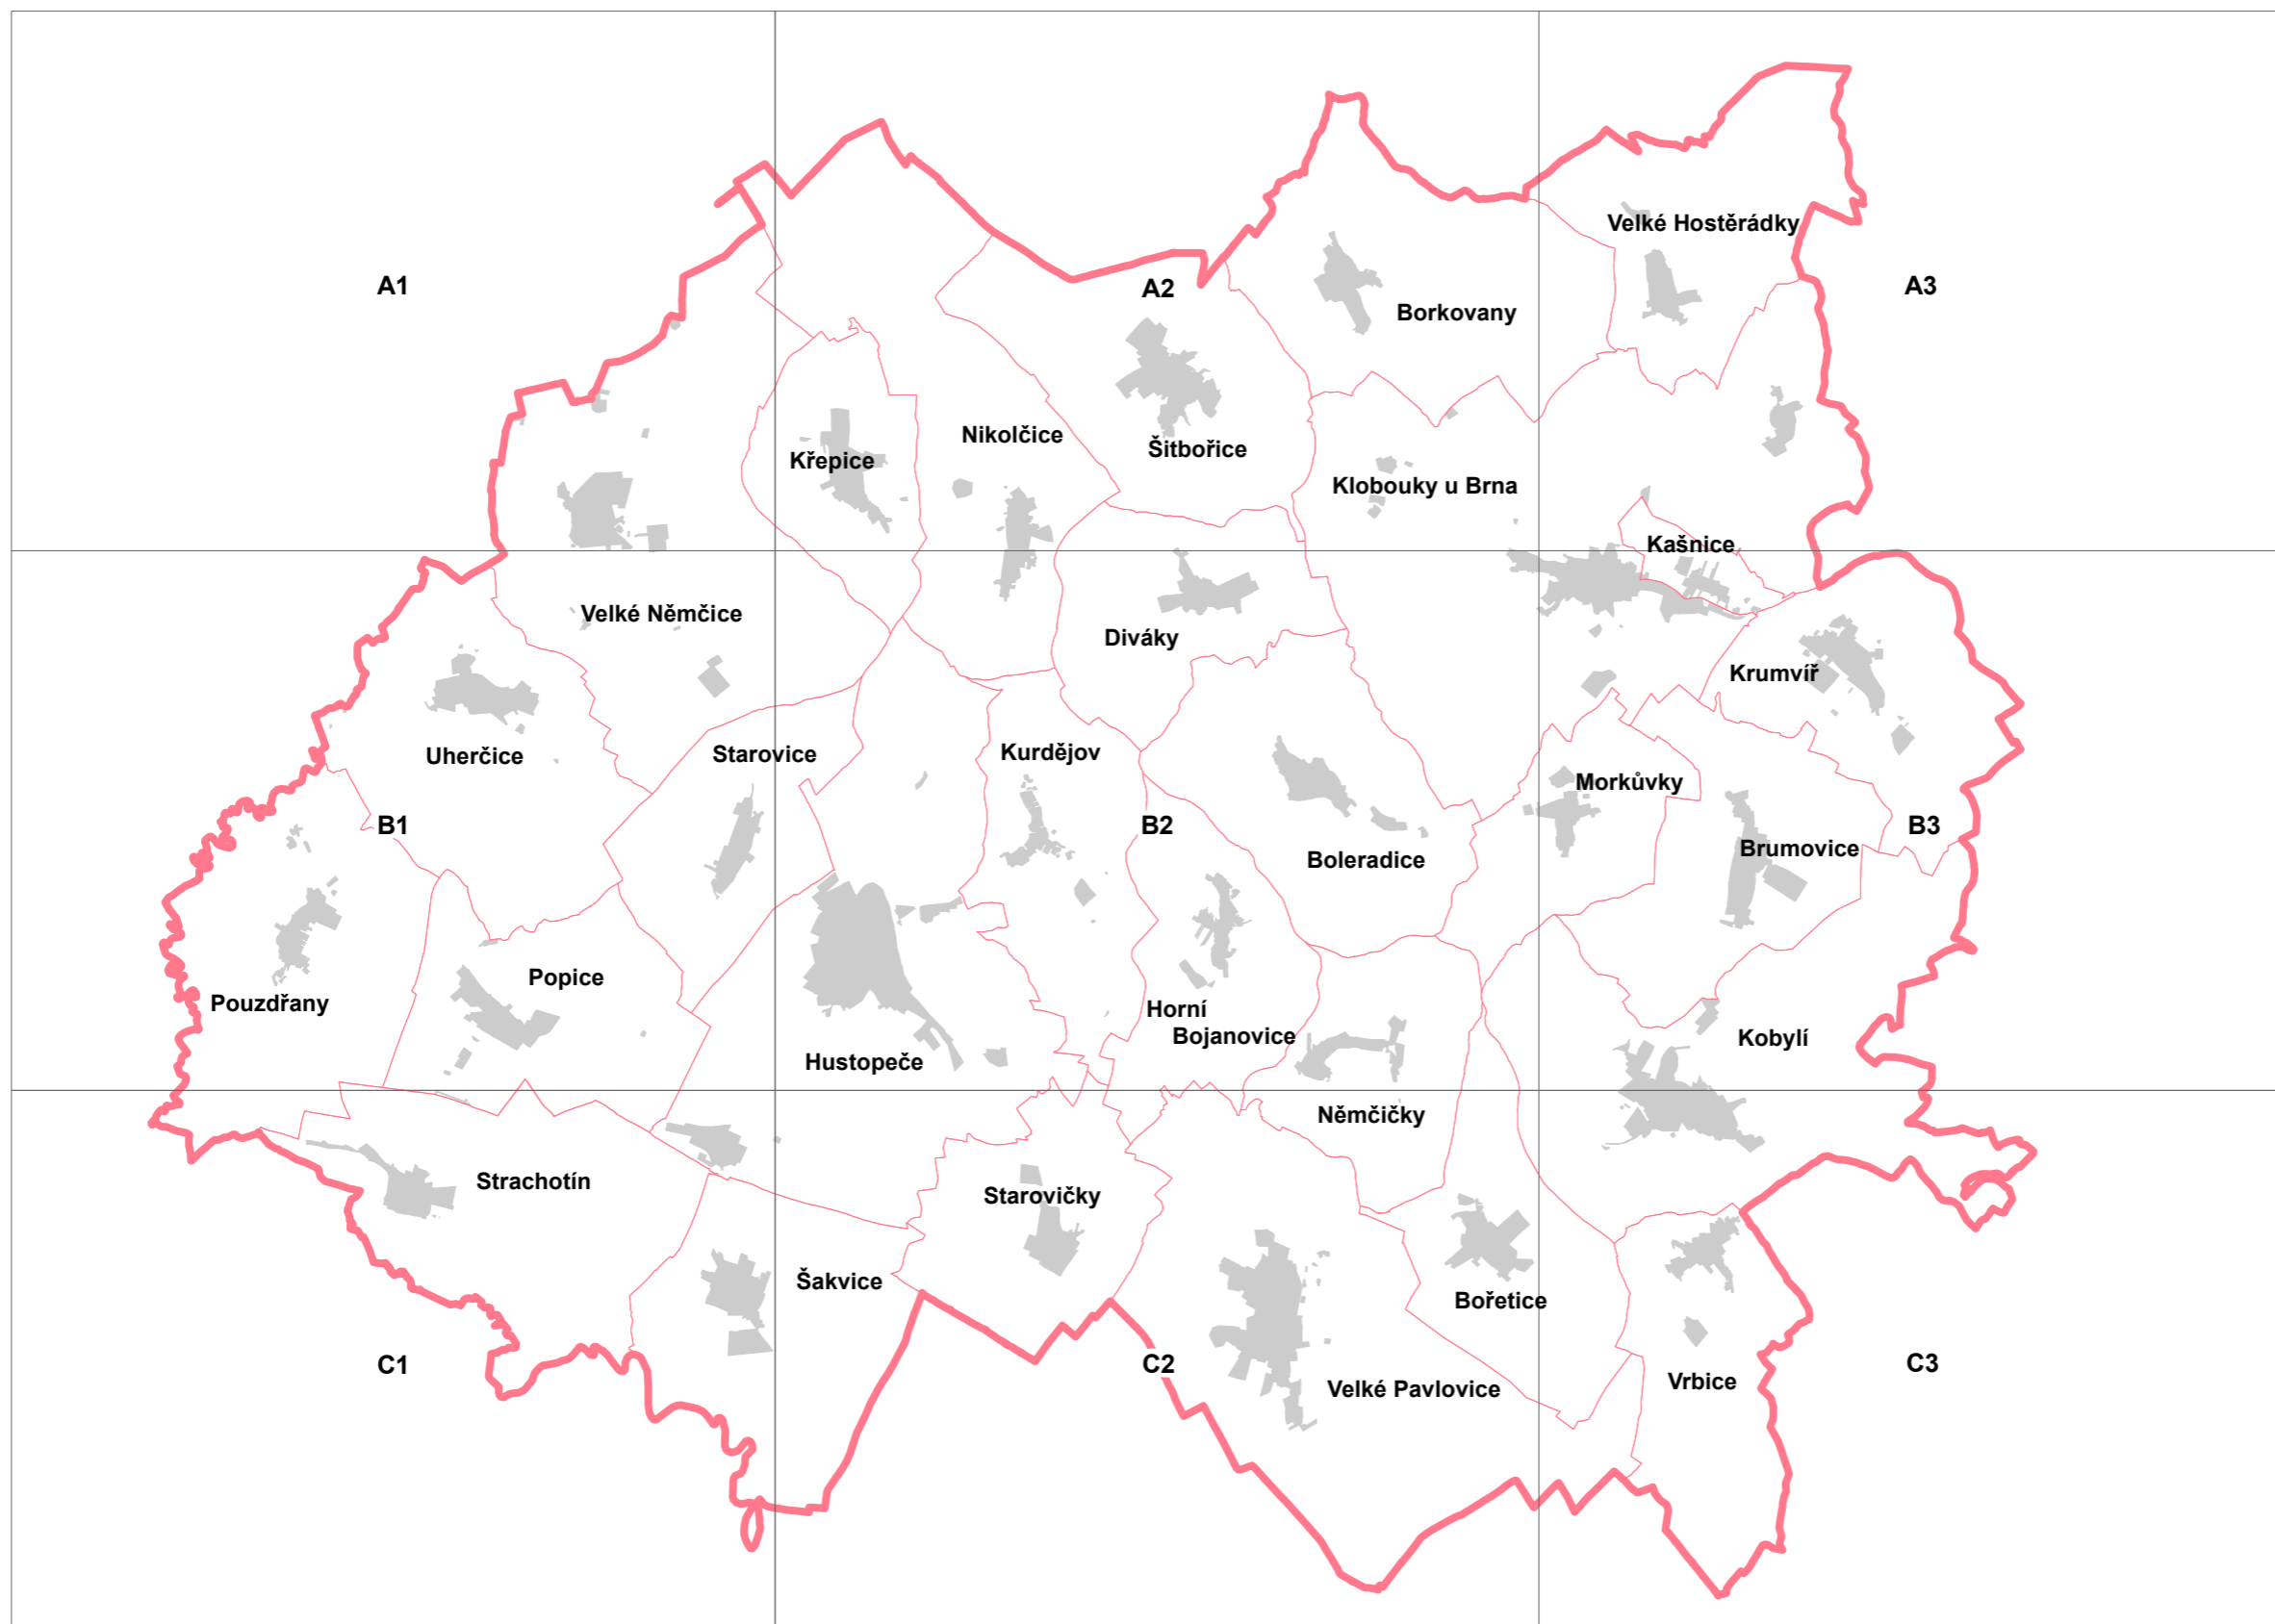 Velké Hostěrádky
A1
A2
A3
Borkovany
Nikolčice
Šitbořice
Křepice
Klobouky u Brna
Kašnice
Velké Němčice
Diváky
Krumvíř
Uherčice
Starovice
Kurdějov
Morkůvky
B1
B2
B3
Brumovice
Boleradice
Popice
Pouzdřany
Horní
Bojanovice
Kobylí
Hustopeče
Němčičky
Strachotín
Starovičky
Šakvice
Bořetice
C1
C2
C3
Vrbice
Velké Pavlovice